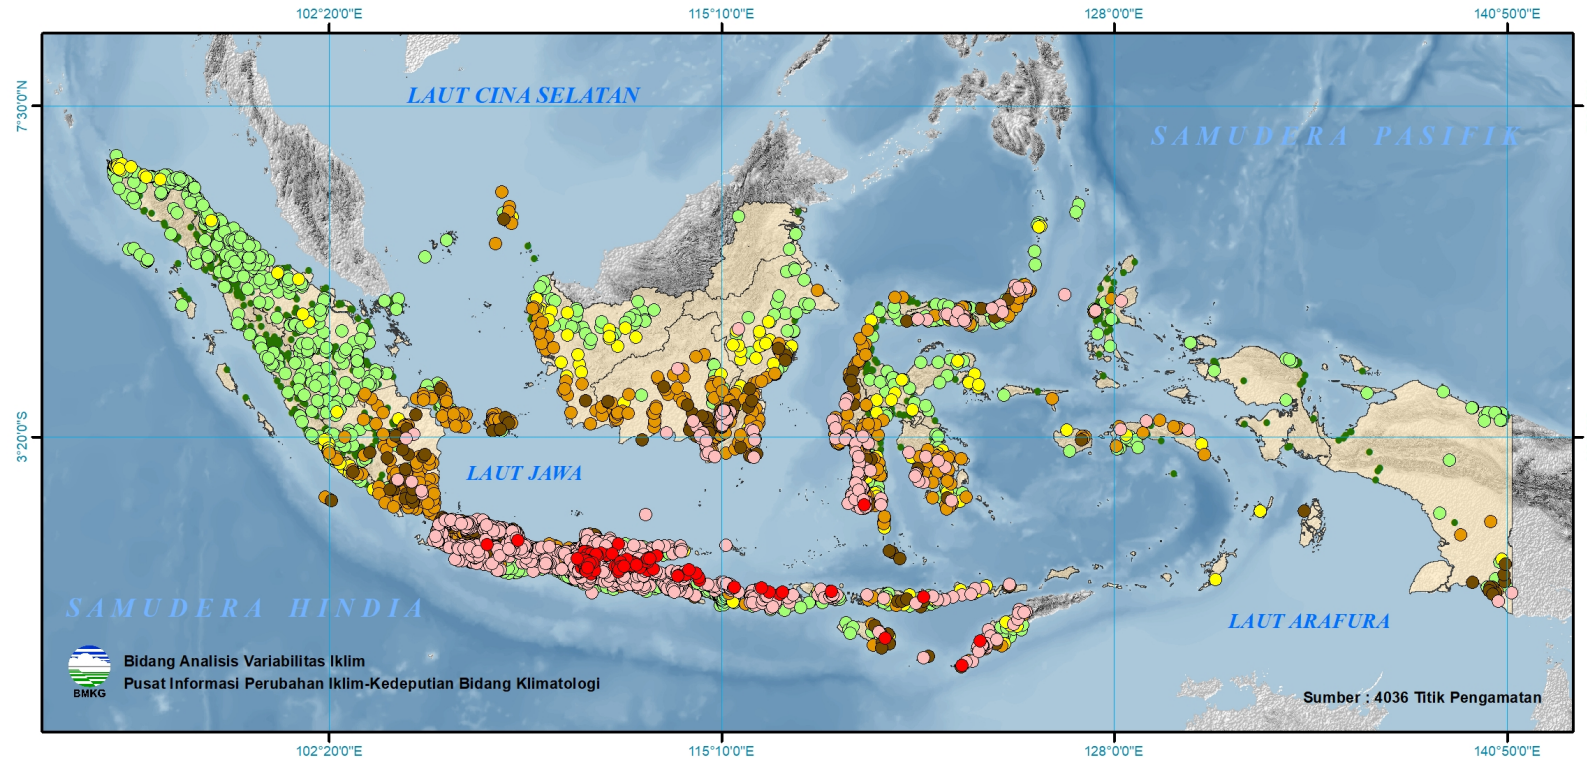 102°20'0"E 115°10'0"E 128°0'0"E 140°50'0"E
7°30'0"N
LAUT CINA SELATAN
SAMUDERA PASIFIK
3°20'0"S
LAUT JAWA
SAMUDERA HINDIA
LAUT ARAFURA
BMKG
Bidang Analisis Variabilitas Iklim
Pusat Informasi Perubahan Iklim-Kedeputian Bidang Klimatologi
Sumber : 4036 Titik Pengamatan
102°20'0"E 115°10'0"E 128°0'0"E 140°50'0"E